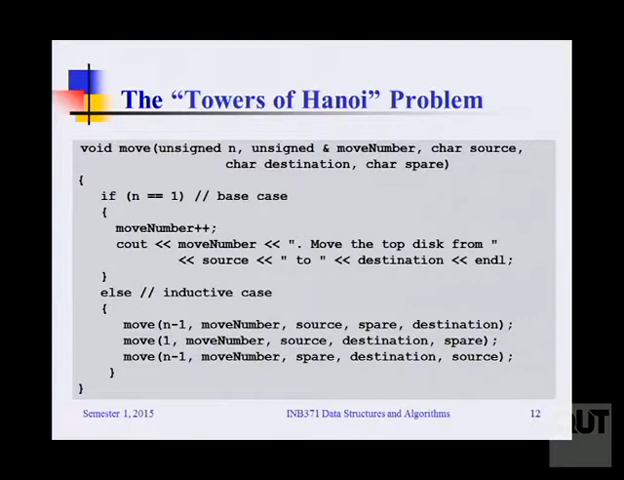 The “Towers of Hanoi” Problem
void move(unsigned n, unsigned & moveNumber, char source,
char destination, char spare)
{
if (n == 1) // base case
{
moveNumber++;
cout << moveNumber << ". Move the top disk from "
<< source << " to " << destination << endl;
}
else // inductive case
{
move(n-1, moveNumber, source, spare, destination);
move(1, moveNumber, source, destination, spare);
move(n-1, moveNumber, spare, destination, source);
}
}
Semester 1, 2015 INB371 Data Structures and Algorithms 12
QUT